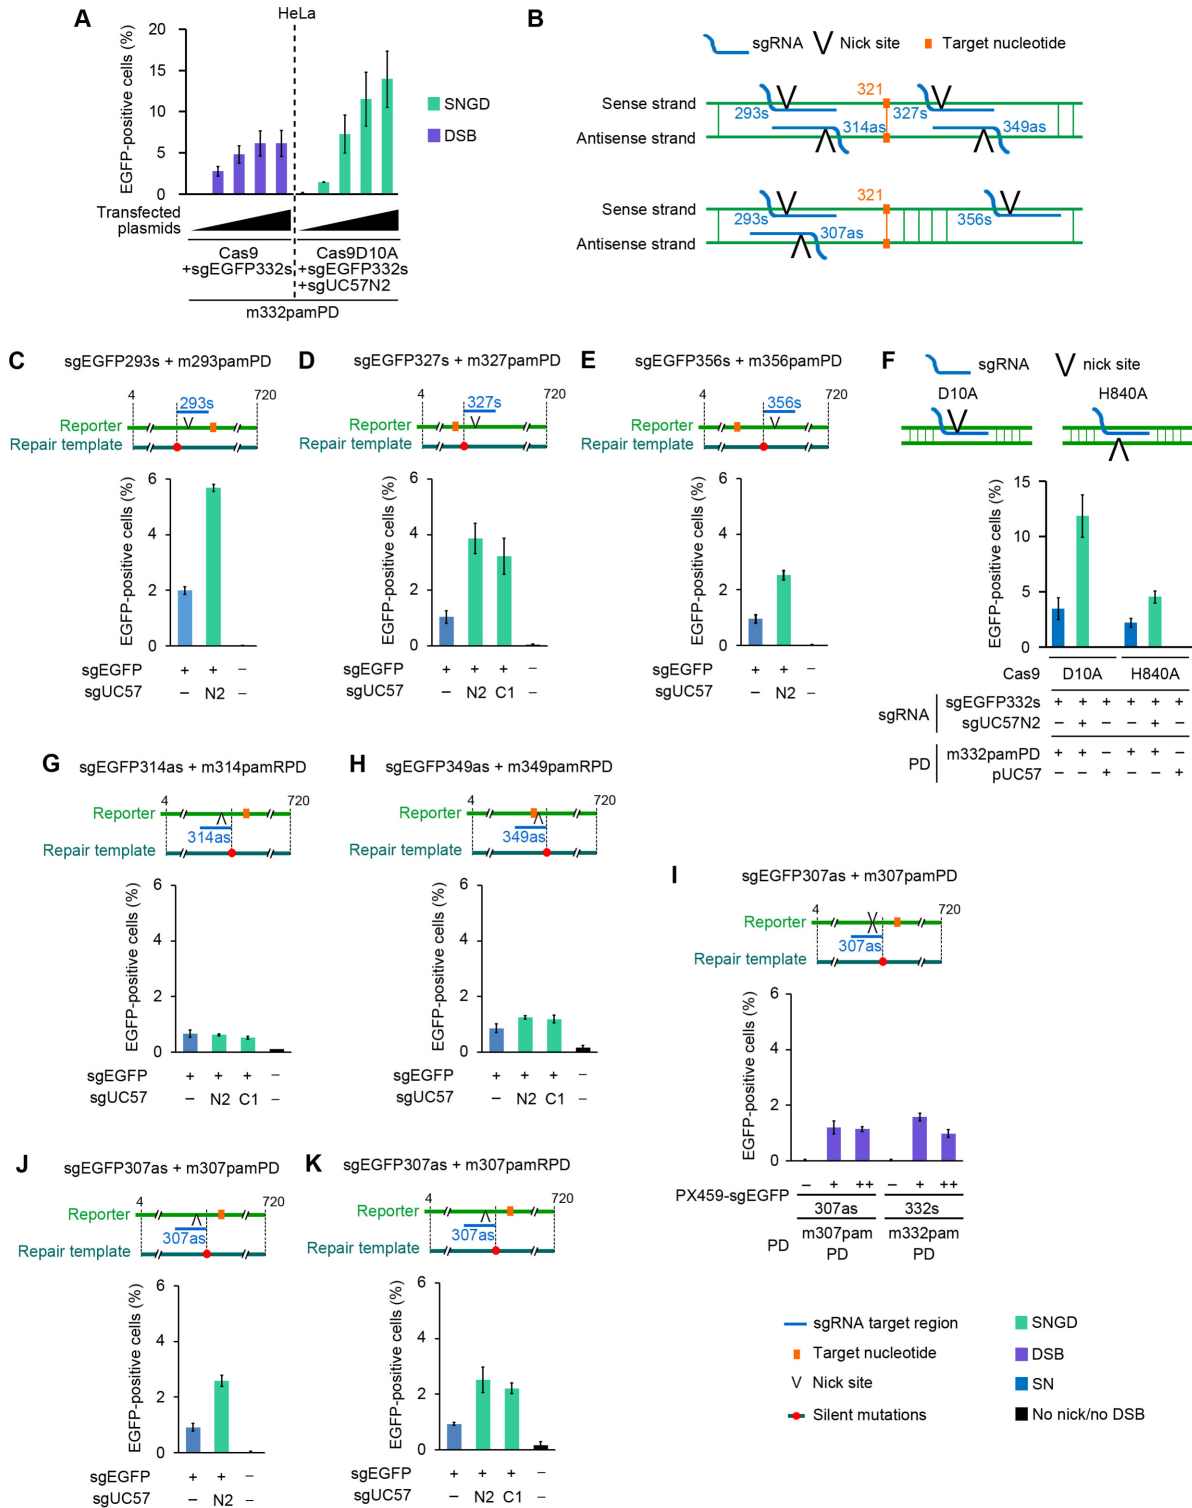 A
HeLa
EGFP-positive cells (%)
20
15
10
5
0
SNGD
DSB
Transfected
plasmids
Cas9
+sgEGFP332s
Cas9D10A
+sgEGFP332s
+sgUC57N2
m332pamPD
B
sgRNA
Nick site
Target nucleotide
321
Sense strand
293s
327s
314as
349as
Antisense strand
321
Sense strand
293s
356s
307as
Antisense strand
C
sgEGFP293s + m293pamPD
4
720
293s
Reporter
Repair template
EGFP-positive cells (%)
6
4
2
0
sgEGFP + + –
sgUC57 – N2
D
sgEGFP327s + m327pamPD
4
720
327s
Reporter
Repair template
EGFP-positive cells (%)
6
4
2
0
sgEGFP + + + –
sgUC57 – N2 C1
E
sgEGFP356s + m356pamPD
4
720
356s
Reporter
Repair template
EGFP-positive cells (%)
6
4
2
0
sgEGFP + + –
sgUC57 – N2
F
sgRNA
nick site
D10A
H840A
EGFP-positive cells (%)
15
10
5
0
Cas9 D10A H840A
sgRNA
sgEGFP332s + + + + + +
sgUC57N2 – + – – + –
PD
m332pamPD + + – + + –
pUC57 – – + – – +
G
sgEGFP314as + m314pamRPD
4
720
Reporter
314as
Repair template
EGFP-positive cells (%)
6
4
2
0
sgEGFP + + + –
sgUC57 – N2 C1
H
sgEGFP349as + m349pamRPD
4
720
Reporter
349as
Repair template
EGFP-positive cells (%)
6
4
2
0
sgEGFP + + + –
sgUC57 – N2 C1
I
sgEGFP307as + m307pamPD
4
720
Reporter
307as
Repair template
EGFP-positive cells (%)
6
4
2
0
PX459-sgEGFP – + ++ – + ++
307as 332s
PD
m307pam m332pam
PD PD
J
sgEGFP307as + m307pamPD
4
720
Reporter
307as
Repair template
EGFP-positive cells (%)
6
4
2
0
sgEGFP + + –
sgUC57 – N2
K
sgEGFP307as + m307pamRPD
4
720
Reporter
307as
Repair template
EGFP-positive cells (%)
6
4
2
0
sgEGFP + + + –
sgUC57 – N2 C1
sgRNA target region
Target nucleotide
Nick site
Silent mutations
SNGD
DSB
SN
No nick/no DSB